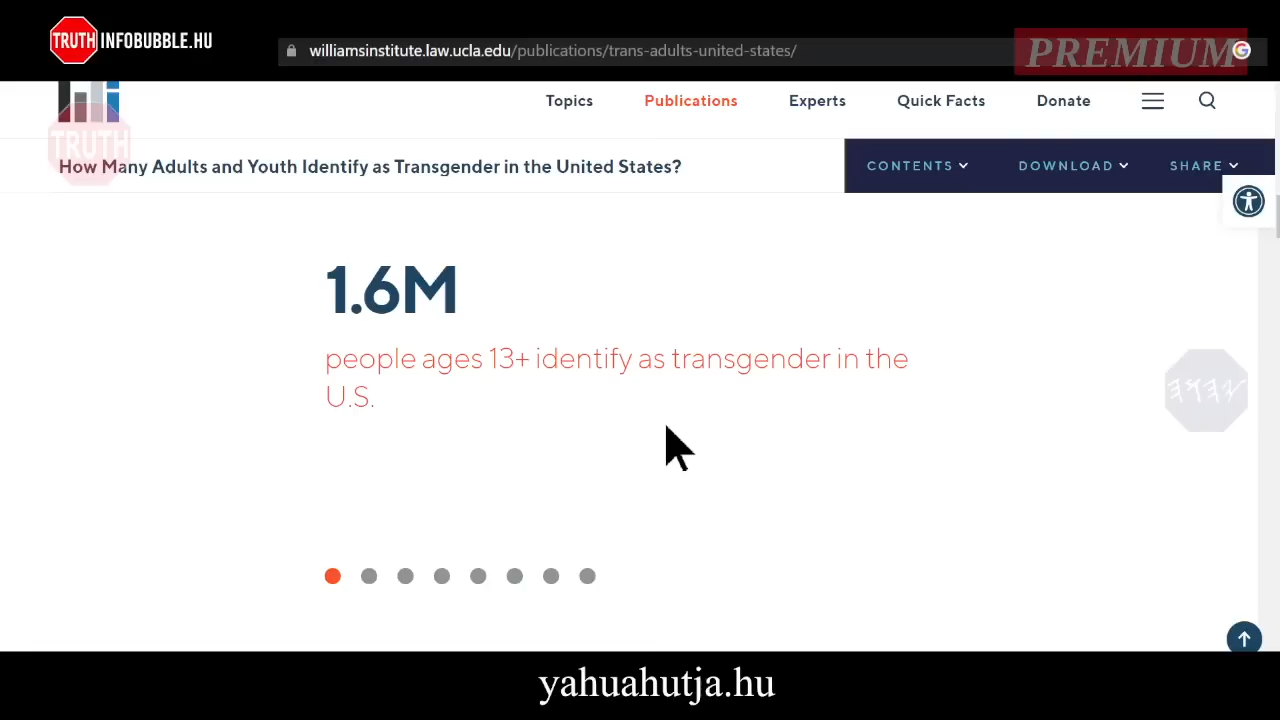 TRUTH INFOBUBBLE.HU
williamsinstitute.law.ucla.edu/publications/trans-adults-united-states/
PREMIUM
Topics Publications Experts Quick Facts Donate
TRUTH
How Many Adults and Youth Identify as Transgender in the United States?
CONTENTS DOWNLOAD SHARE
1.6M
people ages 13+ identify as transgender in the
U.S.
yahuahutja.hu